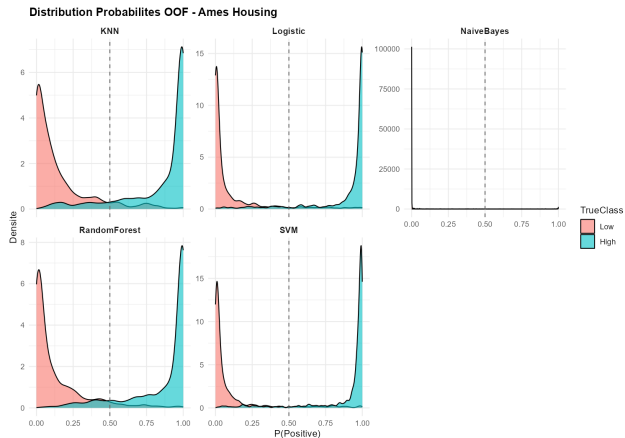 Distribution Probabilites OOF - Ames Housing
KNN
Logistic
NaiveBayes
6
4
2
0
15
10
5
0
100000
75000
50000
25000
0
0.00 0.25 0.50 0.75 1.00
RandomForest
SVM
8
6
4
2
0
15
10
5
0
0.00 0.25 0.50 0.75 1.00
0.00 0.25 0.50 0.75 1.00
Densite
P(Positive)
TrueClass
Low
High